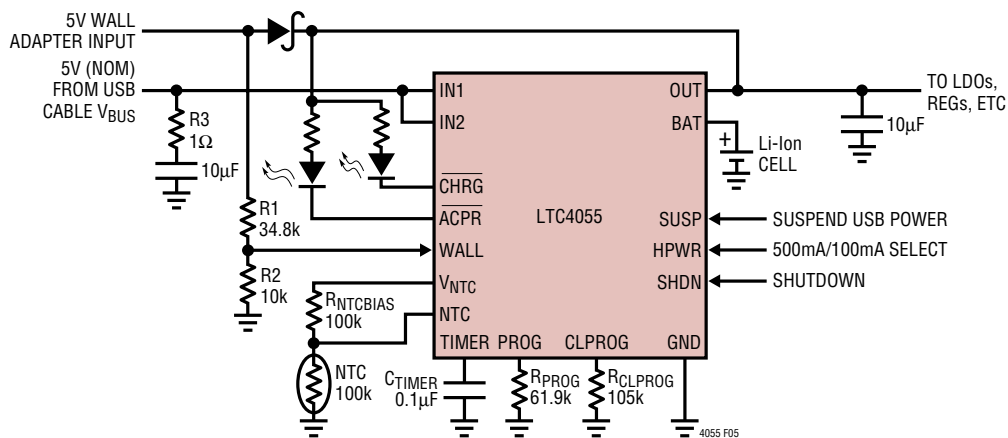 5V WALL
ADAPTER INPUT
5V (NOM)
FROM USB
CABLE VBUS
R3
1Ω
10µF
R1
34.8k
R2
10k
RNTCBIAS
100k
NTC
100k
IN1
IN2
CHRG
ACPR
WALL
VNTC
NTC
TIMER
PROG
CLPROG
GND
LTC4055
OUT
BAT
SUSP
HPWR
SHDN
+
Li-Ion
CELL
10µF
TO LDOs,
REGs, ETC
SUSPEND USB POWER
500mA/100mA SELECT
SHUTDOWN
CTIMER
0.1µF
RPROG
61.9k
RCLPROG
105k
4055 F05